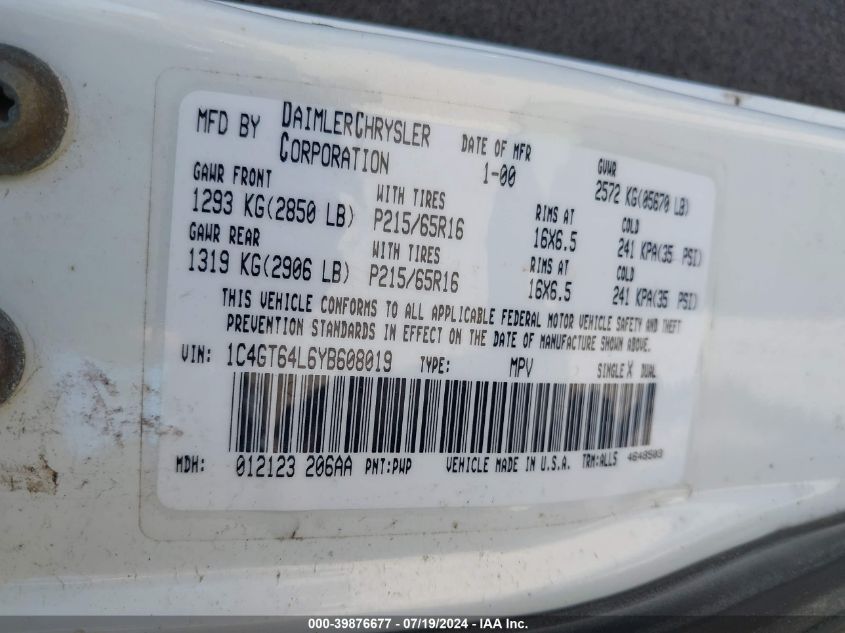 MFD BY DAIMLERCHRYSLER CORPORATION DATE OF MFR 1-00 GVWR 2572 KG(05670 LB)
GAWR FRONT 1293 KG(2850 LB) WITH TIRES P215/65R16 RIMS AT 16X6.5 COLD 241 KPA(35 PSI)
GAWR REAR 1319 KG(2906 LB) WITH TIRES P215/65R16 RIMS AT 16X6.5 COLD 241 KPA(35 PSI)
THIS VEHICLE CONFORMS TO ALL APPLICABLE FEDERAL MOTOR VEHICLE SAFETY AND THEFT
PREVENTION STANDARDS IN EFFECT ON THE DATE OF MANUFACTURE SHOWN ABOVE.
VIN: 1C4GT64L6YB608019 TYPE: MPV SINGLE X DUAL
MDH: 012123 206AA PNT:PWP VEHICLE MADE IN U.S.A. TRM:ALL5 4648503
000-39876677 - 07/19/2024 - IAA Inc.